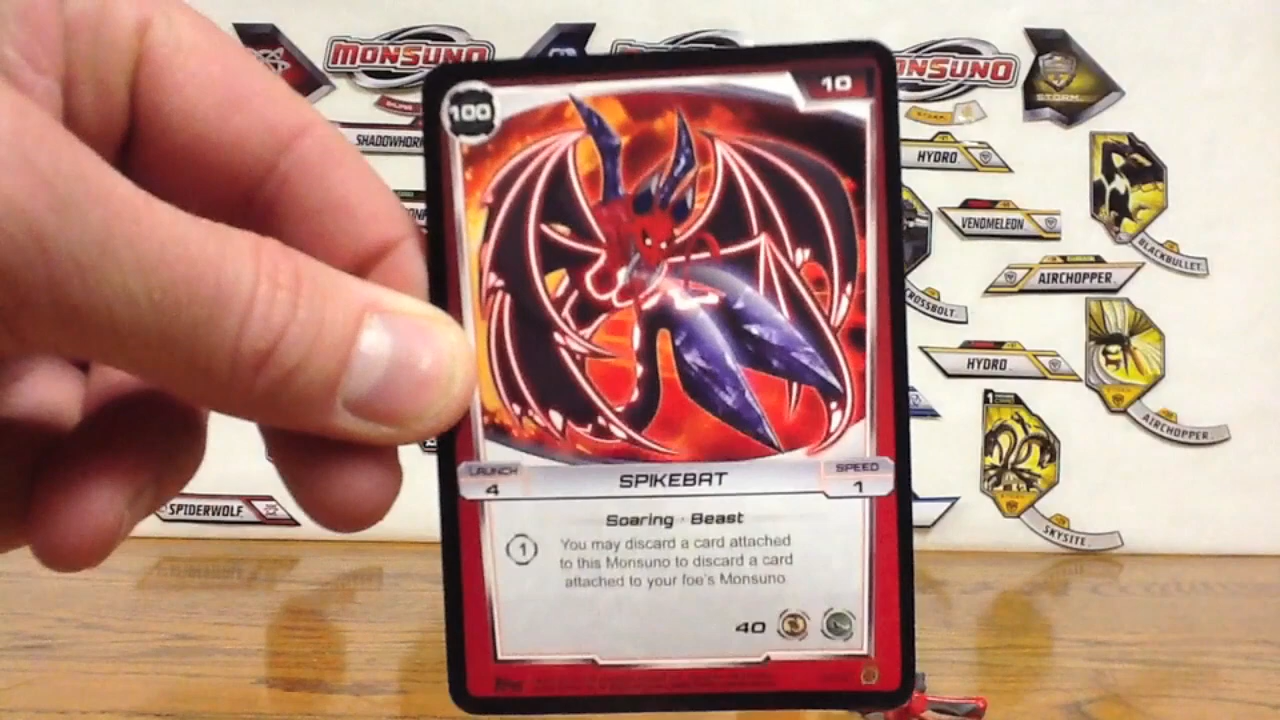 MONSUNO
STORM
SHADOWHORN
HYDRO
VENOMELEON
BLACKBULLET
AIRCHOPPER
CROSSBOLT
HYDRO
AIRCHOPPER
SKYSITE
SPIDERWOLF
100
10
LAUNCH
4
SPIKEBAT
SPEED
1
Soaring · Beast
1
You may discard a card attached
to this Monsuno to discard a card
attached to your foe's Monsuno
40
Topps